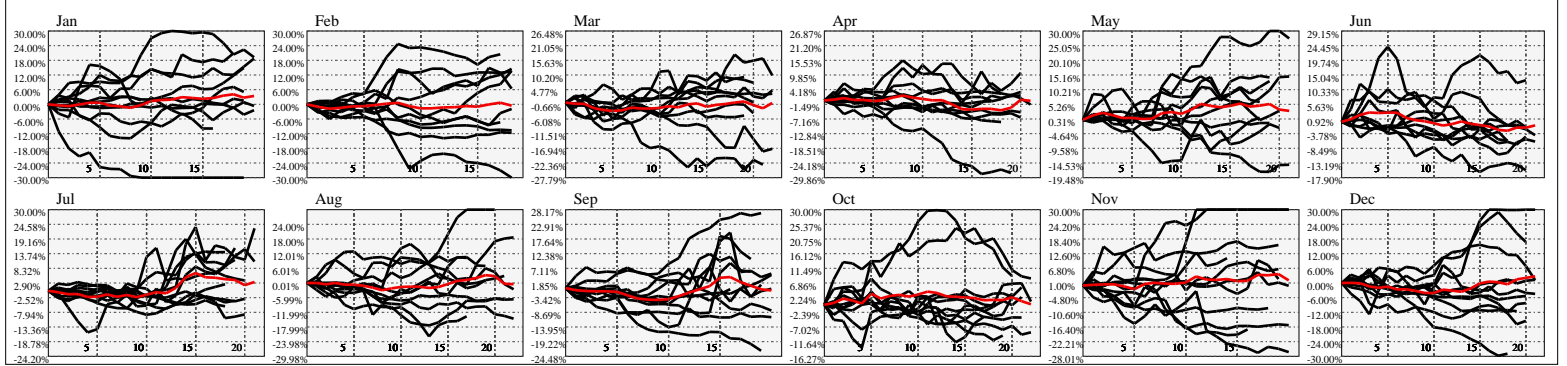 Jan Feb Mar Apr May Jun
30.00% 30.00% 26.48% 26.87% 30.00% 29.15%
24.00% 24.00% 21.05% 21.20% 25.05% 24.45%
18.00% 18.00% 15.63% 15.53% 20.10% 19.74%
12.00% 12.00% 10.20% 9.85% 15.16% 15.04%
6.00% 6.00% 4.77% 4.18% 10.21% 10.33%
0.00% 0.00% -0.66% -1.49% 5.26% 5.63%
-6.00% -6.00% -6.08% -7.16% 0.31% 0.92%
-12.00% -12.00% -11.51% -12.84% -4.64% -3.78%
-18.00% -18.00% -16.94% -18.51% -9.58% -8.49%
-24.00% -24.00% -22.36% -24.18% -14.53% -13.19%
-30.00% -30.00% -27.79% -29.86% -19.48% -17.90%
5 10 15 5 10 15 5 10 15 20 5 10 15 20 5 10 15 20 5 10 15 20
Jul Aug Sep Oct Nov Dec
30.00% 30.00% 28.17% 30.00% 30.00% 30.00%
24.58% 24.00% 22.91% 25.37% 24.20% 24.00%
19.16% 18.00% 17.64% 20.75% 18.40% 18.00%
13.74% 12.00% 12.38% 16.12% 12.60% 12.00%
8.32% 6.01% 7.11% 11.49% 6.80% 6.00%
2.90% 0.01% 1.85% 6.86% 1.00% 0.00%
-2.52% -5.99% -3.42% 2.24% -4.80% -6.00%
-7.94% -11.99% -8.69% -2.39% -10.60% -12.00%
-13.36% -17.99% -13.95% -7.02% -16.40% -18.00%
-18.78% -23.99% -19.22% -11.64% -22.21% -24.00%
-24.20% -29.98% -24.48% -16.27% -28.01% -30.00%
5 10 15 20 5 10 15 20 5 10 15 5 10 15 20 5 10 15 5 10 15 20